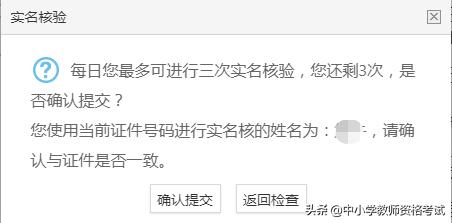 实名核验
每日您最多可进行三次实名核验，您还剩3次，是
否确认提交？
您使用当前证件号码进行实名核的姓名为：，请确
认与证件是否一致。
确认提交 返回检查
头条 @中小学教师资格考试